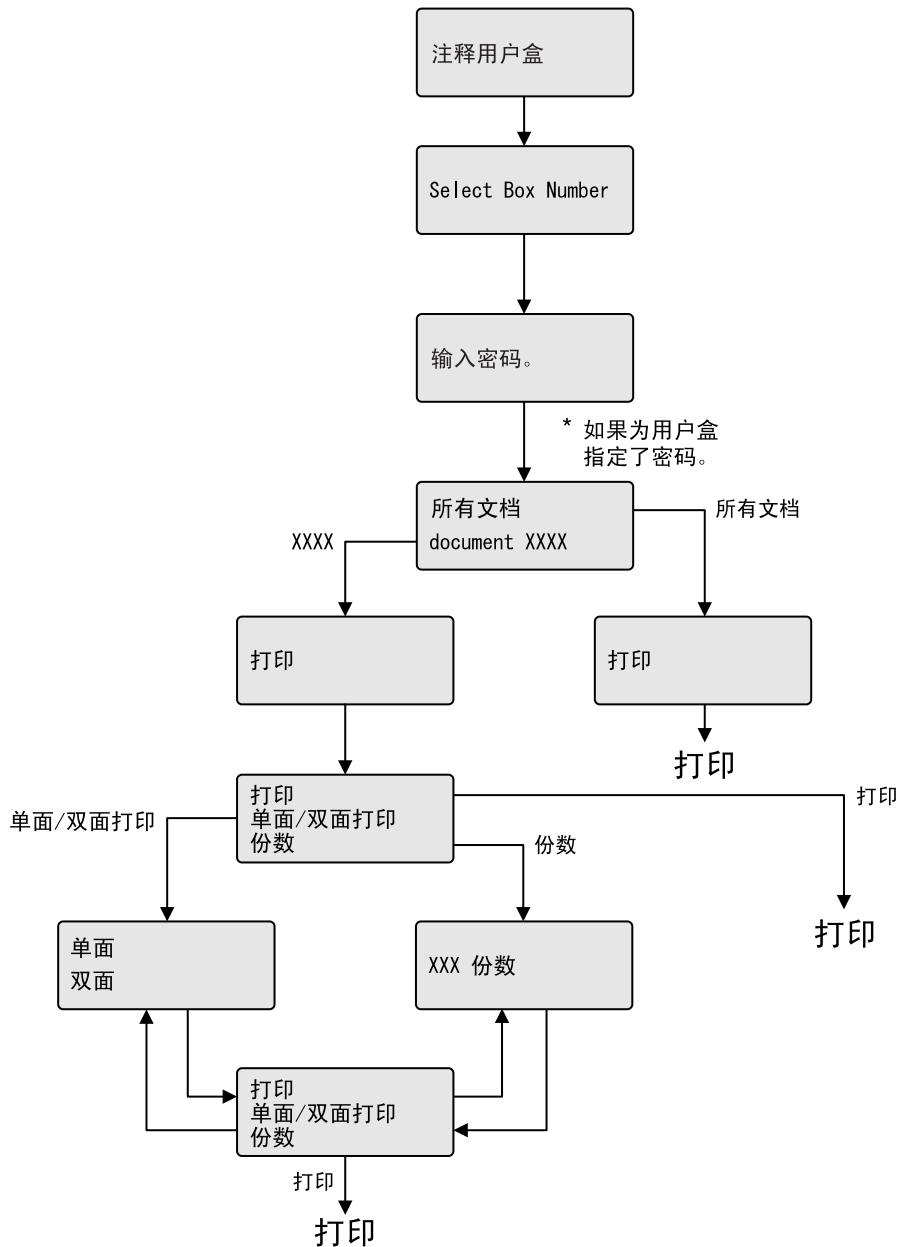 注释用户盒
Select Box Number
输入密码。
* 如果为用户盒
指定了密码。
所有文档
document XXXX
所有文档
XXXX
打印
打印
打印
打印
单面/双面打印
份数
打印
单面/双面打印
份数
打印
单面
双面
XXX 份数
打印
单面/双面打印
份数
打印
打印